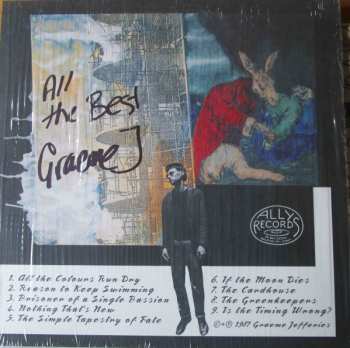 All
the Best
Graeme J
ALLY
RECORDS
1. All the Colours Run Dry
2. Reason to Keep Swimming
3. Prisoner of a Single Passion
4. Nothing That's New
5. The Simple Tapestry of Fate
6. If the Moon Dies
7. The Cardhouse
8. The Greenkeepers
9. Is the Timing Wrong?
©+℗ 1987 Graeme Jefferies